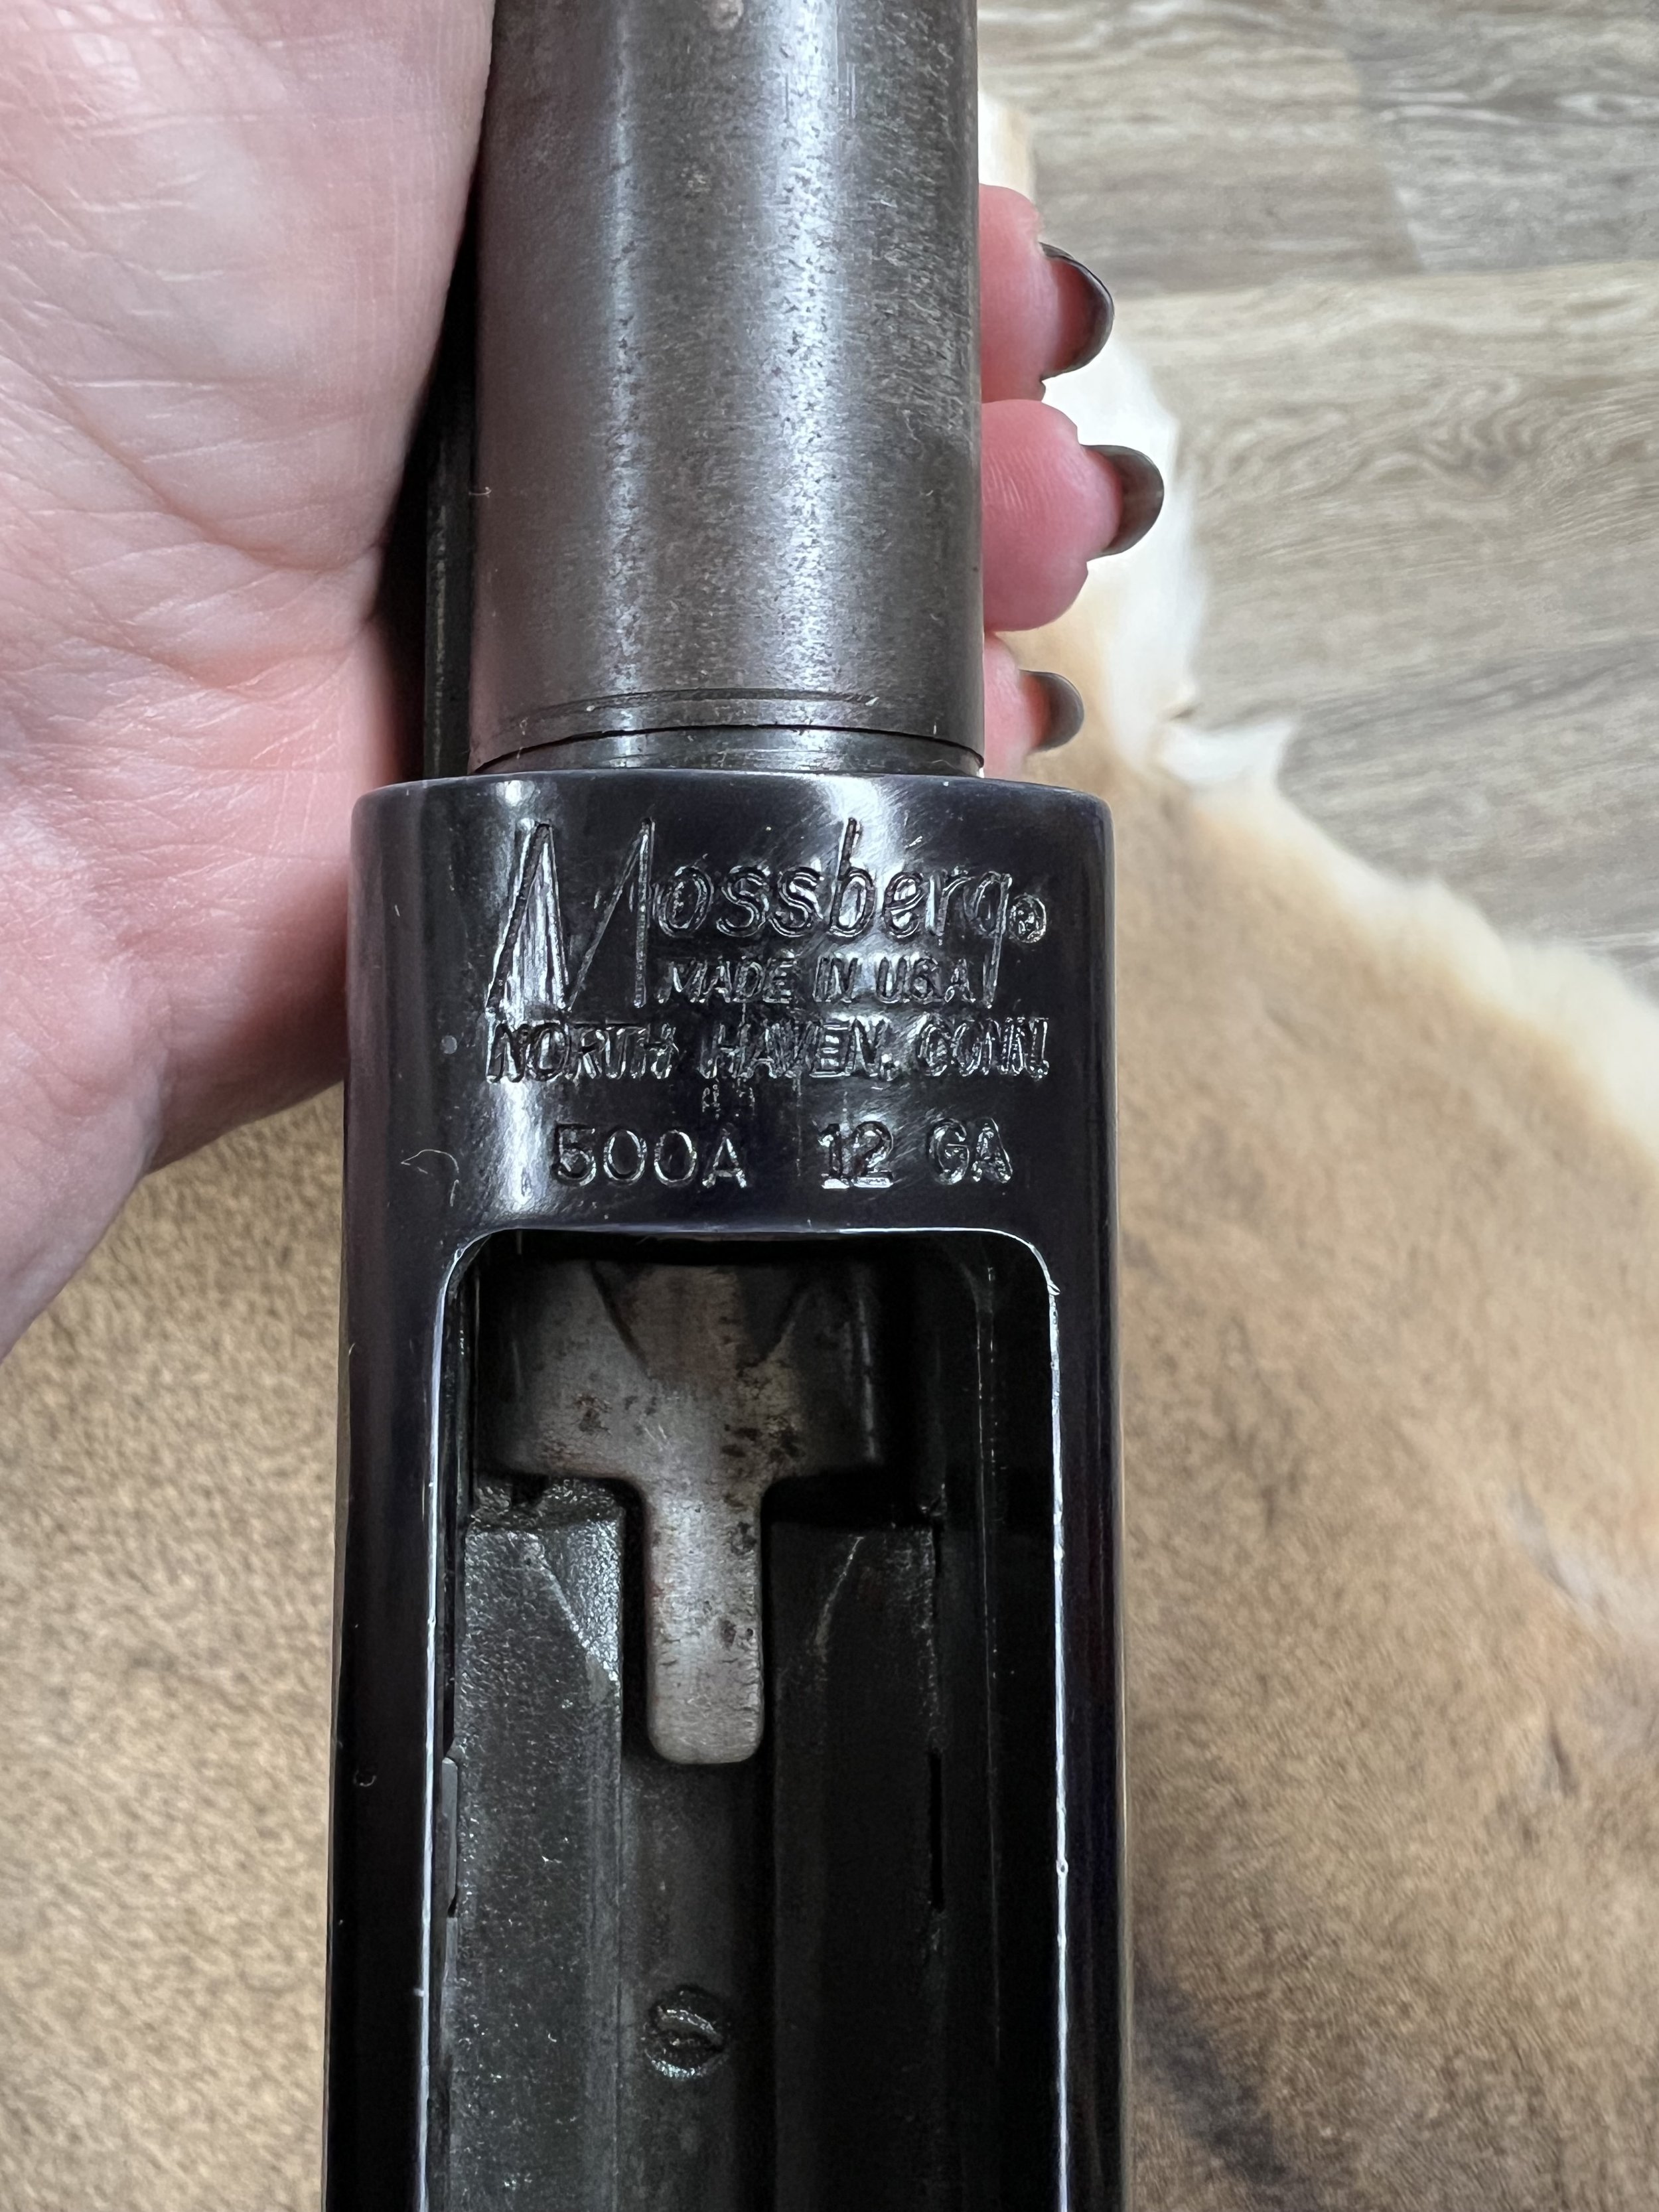 Mossberg®
MADE IN U.S.A
NORTH HAVEN, CONN.
500A 12 GA